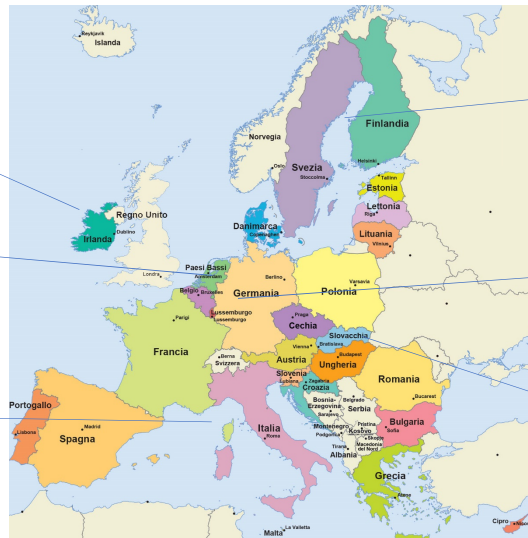 Reykjavik
Islanda
Norvegia
Finlandia
Oslo
Svezia
Stoccolma
Helsinki
Tallinn
Estonia
Lettonia
Riga
Regno Unito
Danimarca
Copenaghen
Lituania
Vilnius
Dublino
Irlanda
Paesi Bassi
Amsterdam
Londra
Berlino
Varsavia
Germania
Polonia
Belgio
Bruxelles
Lussemburgo
Lussemburgo
Praga
Cechia
Parigi
Slovacchia
Vienna
Bratislava
Francia
Berna
Svizzera
Austria
Budapest
Ungheria
Slovenia
Lubiana
Zagabria
Croazia
Romania
Bucarest
Portogallo
Bosnia-
Erzegovina
Belgrado
Serbia
Sarajevo
Madrid
Lisbona
Spagna
Italia
Roma
Montenegro
Podgorica
Pristina
Kosovo
Bulgaria
Sofia
Skopje
Macedonia
del Nord
Tirana
Albania
Grecia
Atene
Malta
La Valletta
Cipro